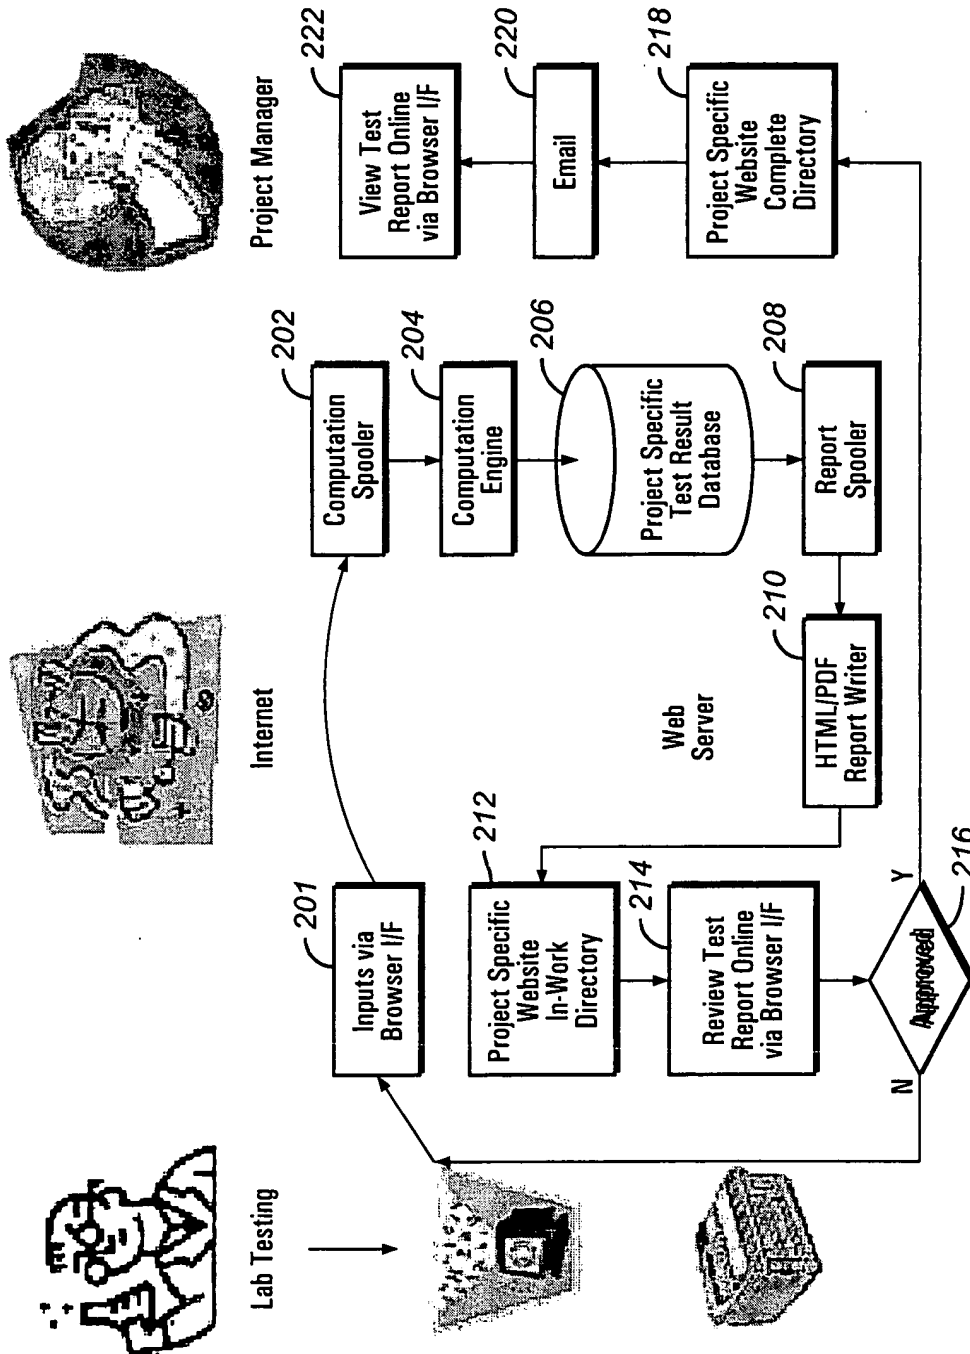 Lab Testing
Internet
Project Manager
201
Inputs via
Browser I/F
202
Computation
Spooler
204
Computation
Engine
206
Project Specific
Test Result
Database
208
Report
Spooler
210
HTML/PDF
Report Writer
Web
Server
212
Project Specific
Website
In-Work
Directory
214
Review Test
Report Online
via Browser I/F
216
Approved
N
Y
218
Project Specific
Website
Complete
Directory
220
Email
222
View Test
Report Online
via Browser I/F